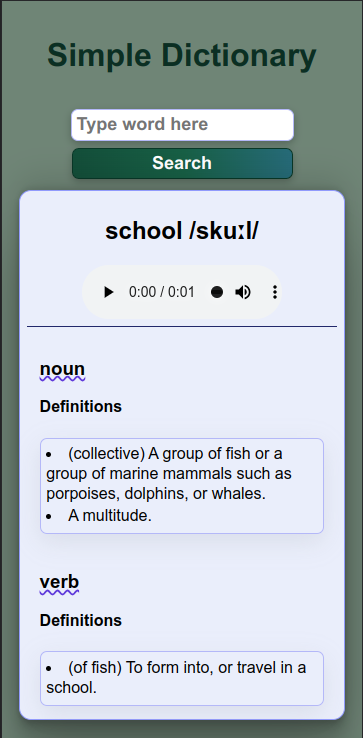 Simple Dictionary
Type word here
Search
school /skuːl/
0:00 / 0:01
noun
Definitions
• (collective) A group of fish or a
group of marine mammals such as
porpoises, dolphins, or whales.
• A multitude.
verb
Definitions
• (of fish) To form into, or travel in a
school.